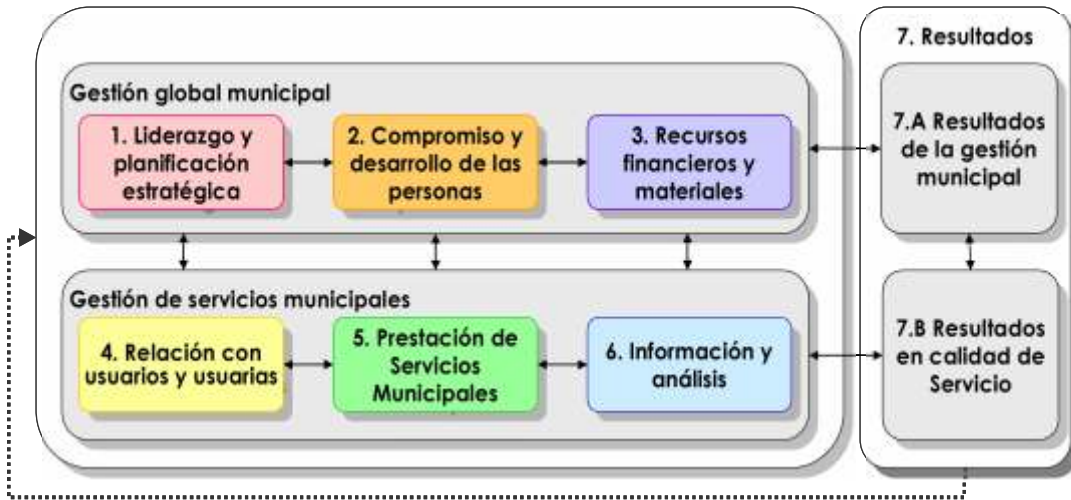 Gestión global municipal
1. Liderazgo y
planificación
estratégica
2. Compromiso y
desarrollo de las
personas
3. Recursos
financieros y
materiales
Gestión de servicios municipales
4. Relación con
usuarios y usuarias
5. Prestación de
Servicios
Municipales
6. Información y
análisis
7. Resultados
7.A Resultados
de la gestión
municipal
7.B Resultados
en calidad de
Servicio